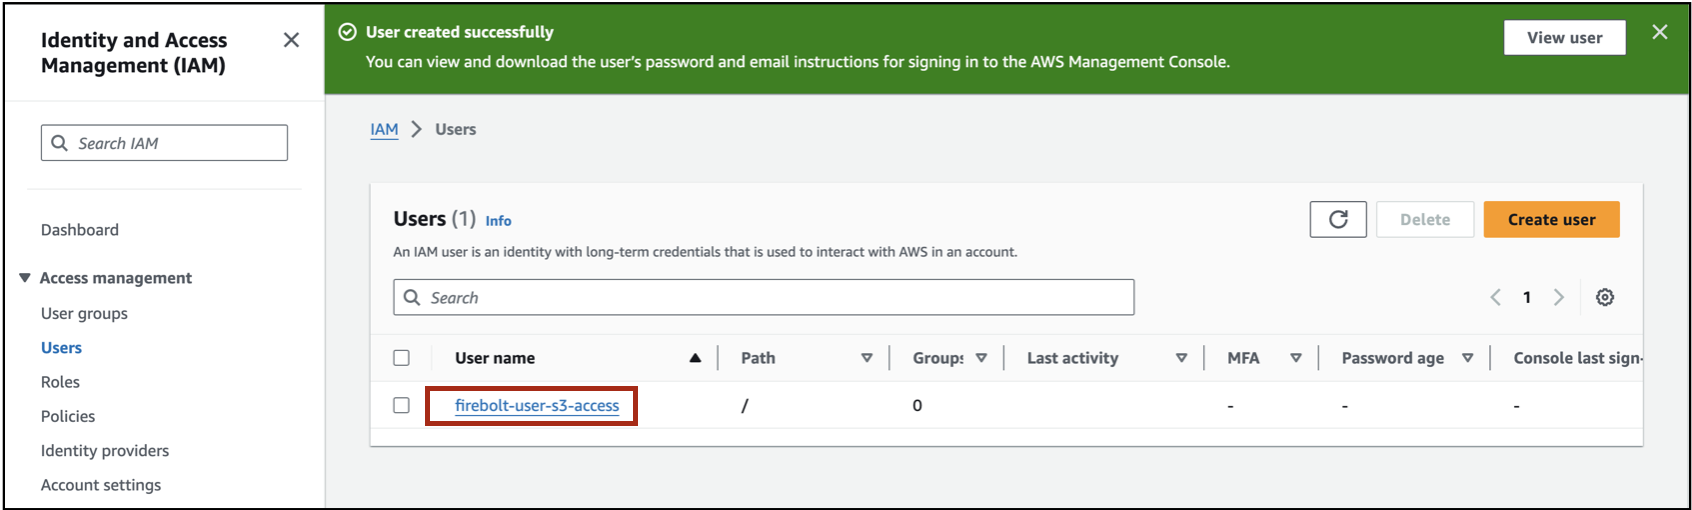 Identity and Access
Management (IAM)
Search IAM
Dashboard
Access management
User groups
Users
Roles
Policies
Identity providers
Account settings
User created successfully
You can view and download the user's password and email instructions for signing in to the AWS Management Console.
View user
IAM > Users
Users (1) Info
Delete
Create user
An IAM user is an identity with long-term credentials that is used to interact with AWS in an account.
Search
1
User name Path Groups Last activity MFA Password age Console last sign-
firebolt-user-s3-access / 0 - - -